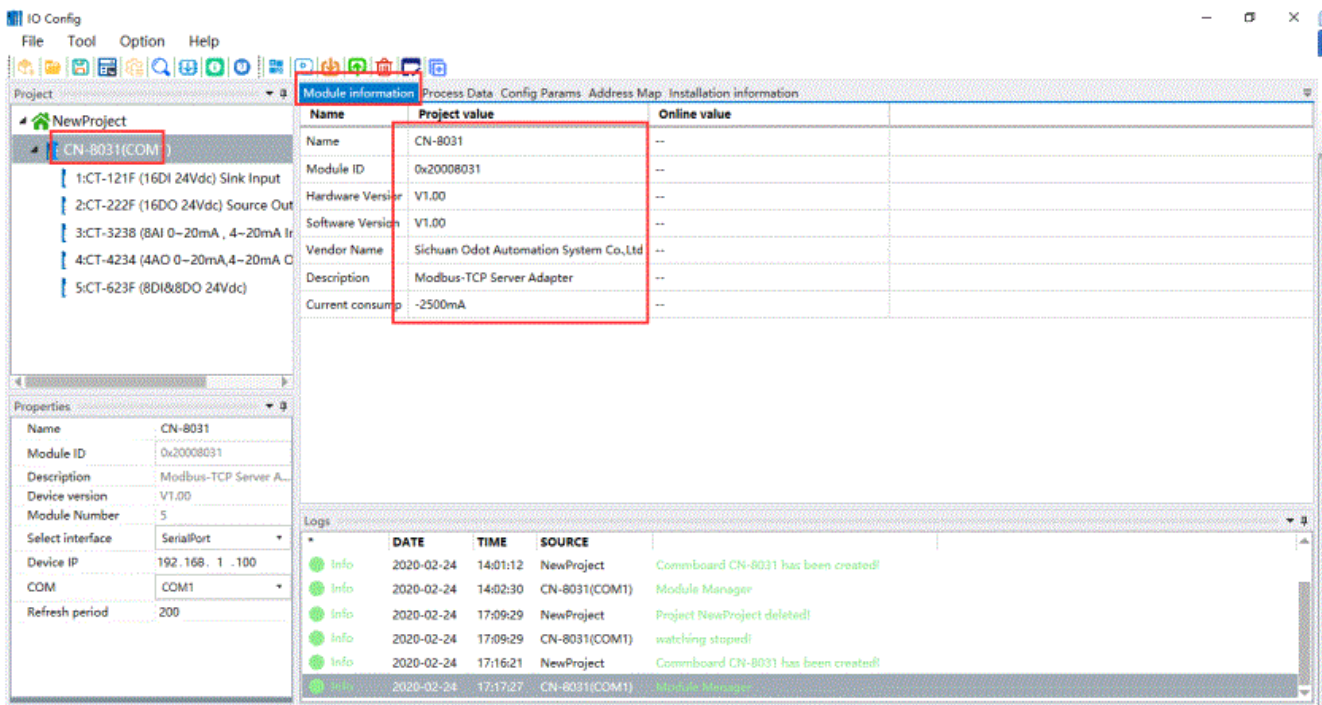 IO Config
File Tool Option Help
Project
NewProject
CN-8031(COM1)
1:CT-121F (16DI 24Vdc) Sink Input
2:CT-222F (16DO 24Vdc) Source Out
3:CT-3238 (8AI 0~20mA , 4~20mA Ir
4:CT-4234 (4AO 0~20mA,4~20mA O
5:CT-623F (8DI&8DO 24Vdc)
Module information Process Data Config Params Address Map Installation information
Name Project value Online value
Name CN-8031 --
Module ID 0x20008031 --
Hardware Version V1.00 --
Software Version V1.00 --
Vendor Name Sichuan Odot Automation System Co.,Ltd --
Description Modbus-TCP Server Adapter --
Current consump -2500mA --
Properties
Name CN-8031
Module ID 0x20008031
Description Modbus-TCP Server A...
Device version V1.00
Module Number 5
Select interface SerialPort
Device IP 192.168. 1 .100
COM COM1
Refresh period 200
Logs
* DATE TIME SOURCE
Info 2020-02-24 14:01:12 NewProject Commboard CN-8031 has been created!
Info 2020-02-24 14:02:30 CN-8031(COM1) Module Manager
Info 2020-02-24 17:09:29 NewProject Project NewProject deleted!
Info 2020-02-24 17:09:29 CN-8031(COM1) watching stoped!
Info 2020-02-24 17:16:21 NewProject Commboard CN-8031 has been created!
Info 2020-02-24 17:17:27 CN-8031(COM1) Module Manager